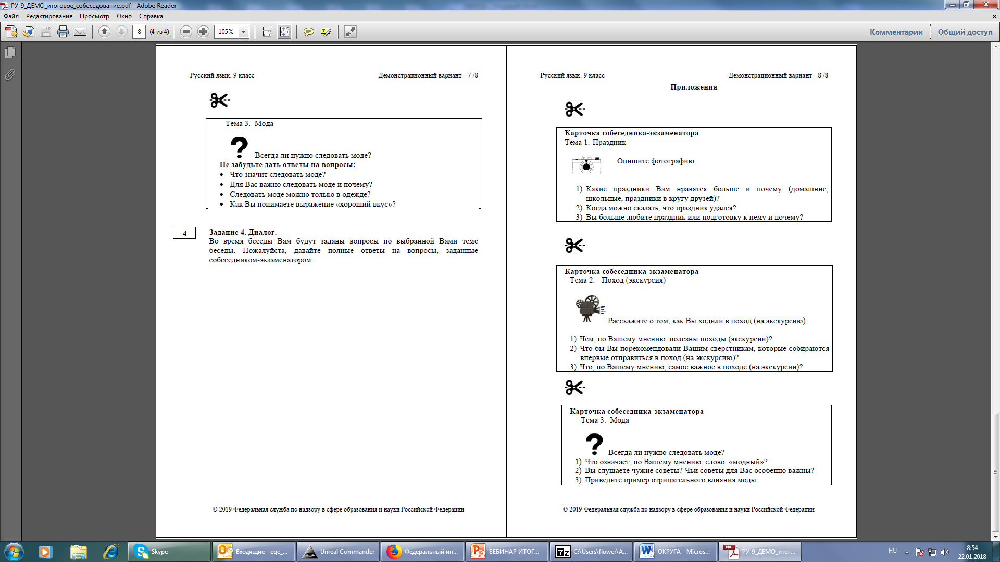 РУ-9_ДЕМО_итоговое_собеседование.pdf - Adobe Reader
Файл Редактирование Просмотр Окно Справка
8 (4 из 4) 105% Комментарии Общий доступ
Русский язык. 9 класс Демонстрационный вариант - 7 /8
Тема 3. Мода
? Всегда ли нужно следовать моде?
Не забудьте дать ответы на вопросы:
• Что значит следовать моде?
• Для Вас важно следовать моде и почему?
• Следовать моде можно только в одежде?
• Как Вы понимаете выражение «хороший вкус»?
4 Задание 4. Диалог.
Во время беседы Вам будут заданы вопросы по выбранной Вами теме
беседы. Пожалуйста, давайте полные ответы на вопросы, заданные
собеседником-экзаменатором.
© 2019 Федеральная служба по надзору в сфере образования и науки Российской Федерации
Русский язык. 9 класс Демонстрационный вариант - 8 /8
Приложения
Карточка собеседника-экзаменатора
Тема 1. Праздник
Опишите фотографию.
1) Какие праздники Вам нравятся больше и почему (домашние,
школьные, праздники в кругу друзей)?
2) Когда можно сказать, что праздник удался?
3) Вы больше любите праздник или подготовку к нему и почему?
Карточка собеседника-экзаменатора
Тема 2. Поход (экскурсия)
Расскажите о том, как Вы ходили в поход (на экскурсию).
1) Чем, по Вашему мнению, полезны походы (экскурсии)?
2) Что бы Вы порекомендовали Вашим сверстникам, которые собираются
впервые отправиться в поход (на экскурсию)?
3) Что, по Вашему мнению, самое важное в походе (на экскурсии)?
Карточка собеседника-экзаменатора
Тема 3. Мода
? Всегда ли нужно следовать моде?
1) Что означает, по Вашему мнению, слово «модный»?
2) Вы слушаете чужие советы? Чьи советы для Вас особенно важны?
3) Приведите пример отрицательного влияния моды.
© 2019 Федеральная служба по надзору в сфере образования и науки Российской Федерации
Skype Входящие - ege_... Unreal Commander Федеральный ин... ВЕБИНАР ИТОГ... C:\Users\flower\A... ОКРУГА - Micros... РУ-9_ДЕМО_итог... RU 8:54
22.01.2018